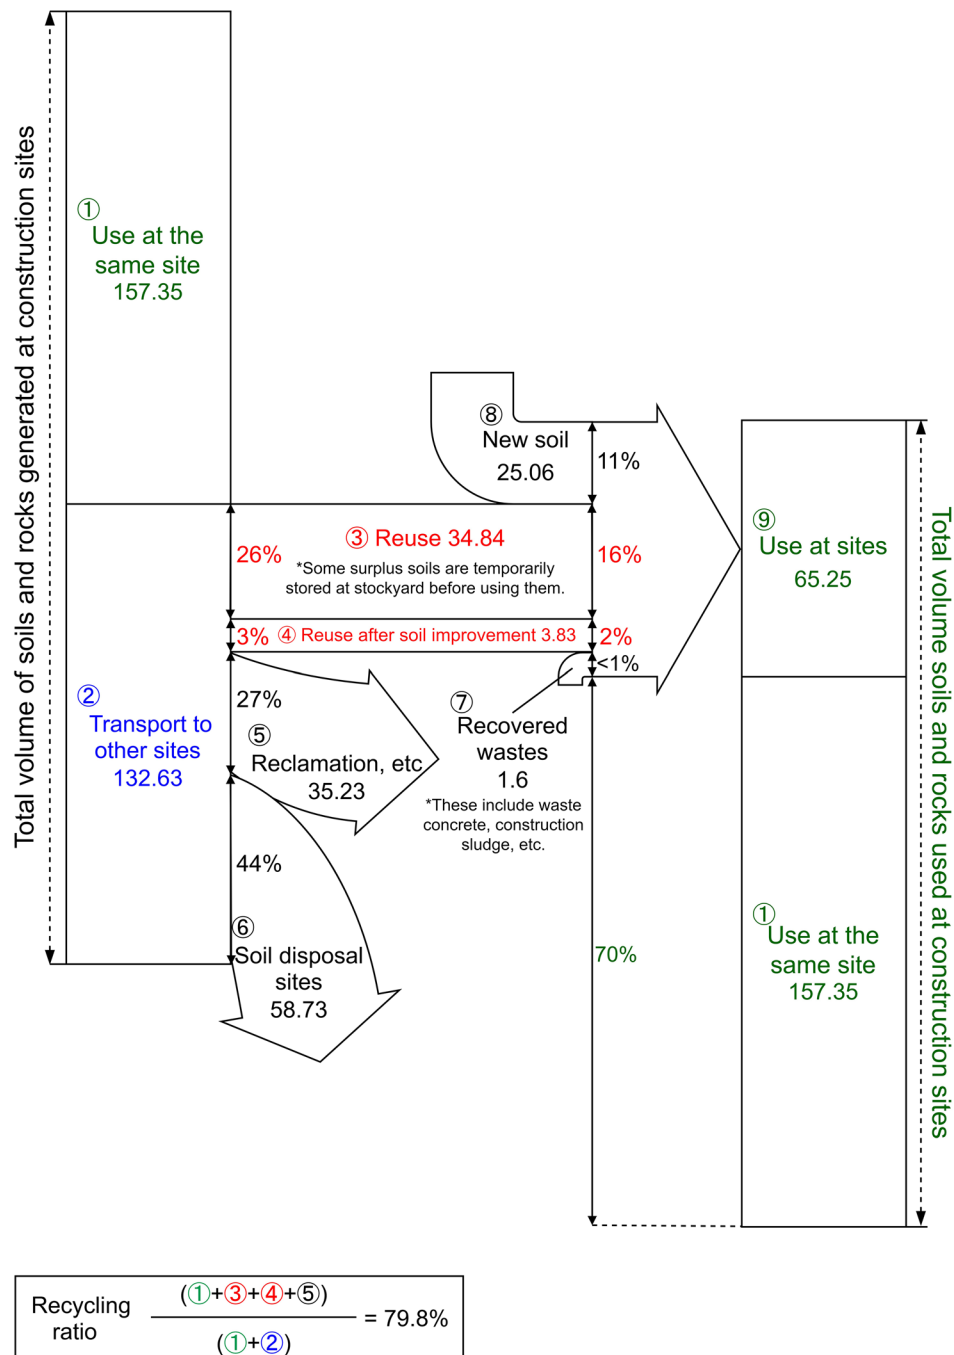 Total volume of soils and rocks generated at construction sites
①
Use at the
same site
157.35
⑧
New soil
25.06
11%
③ Reuse 34.84
*Some surplus soils are temporarily
stored at stockyard before using them.
26%
16%
3%
④ Reuse after soil improvement 3.83
2%
<1%
②
Transport to
other sites
132.63
27%
⑤
Reclamation, etc
35.23
⑦
Recovered
wastes
1.6
*These include waste
concrete, construction
sludge, etc.
44%
⑥
Soil disposal
sites
58.73
70%
⑨
Use at sites
65.25
①
Use at the
same site
157.35
Total volume soils and rocks used at construction sites
Recycling
ratio
(①+③+④+⑤)
(①+②)
= 79.8%